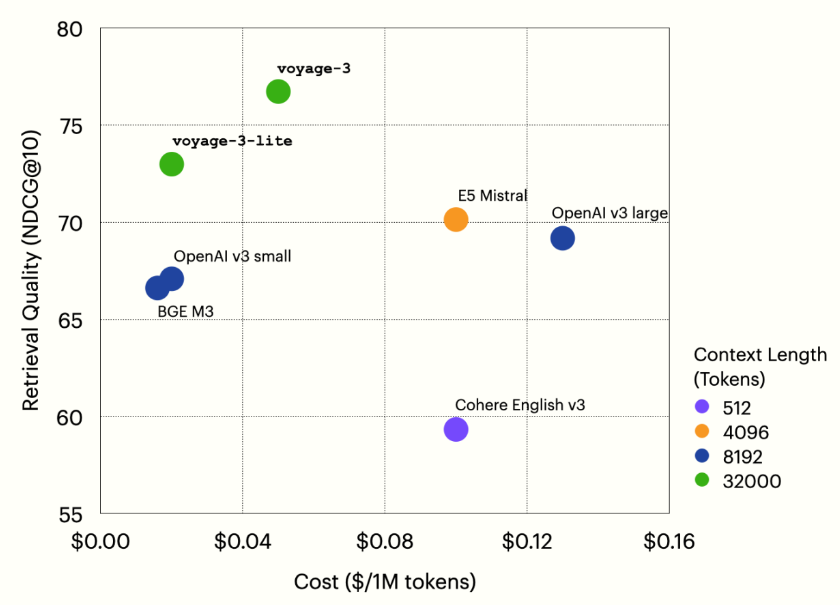 80
75
70
65
60
55
Retrieval Quality (NDCG@10)
voyage-3
voyage-3-lite
E5 Mistral
OpenAI v3 large
OpenAI v3 small
BGE M3
Cohere English v3
$0.00
$0.04
$0.08
$0.12
$0.16
Cost ($/1M tokens)
Context Length
(Tokens)
512
4096
8192
32000